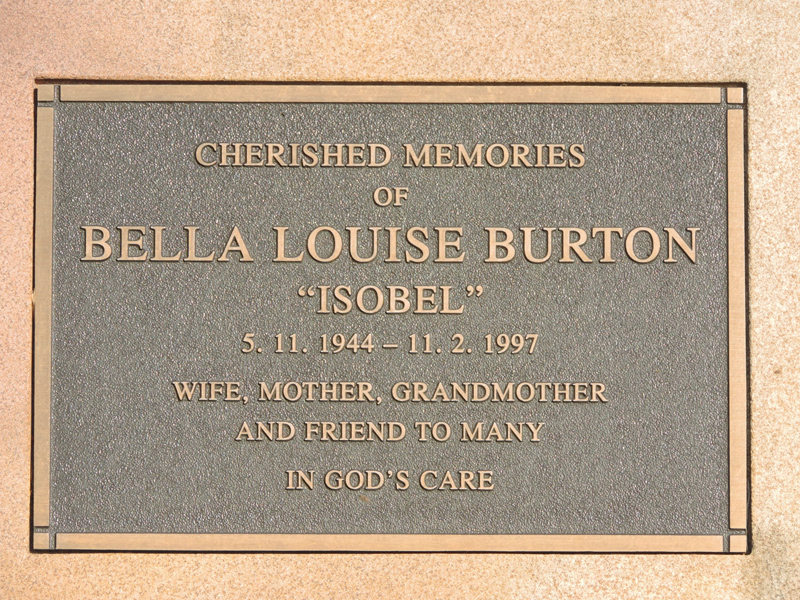 CHERISHED MEMORIES
OF
BELLA LOUISE BURTON
“ISOBEL”
5. 11. 1944 – 11. 2. 1997
WIFE, MOTHER, GRANDMOTHER
AND FRIEND TO MANY
IN GOD’S CARE